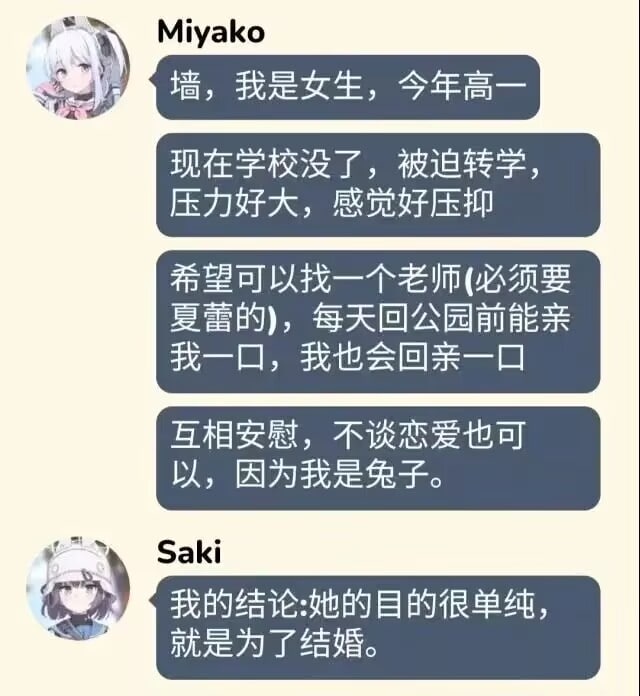 Miyako
墙，我是女生，今年高一
现在学校没了，被迫转学，
压力好大，感觉好压抑
希望可以找一个老师(必须要
夏蕾的)，每天回公园前能亲
我一口，我也会回亲一口
互相安慰，不谈恋爱也可
以，因为我是兔子。
Saki
我的结论:她的目的很单纯，
就是为了结婚。